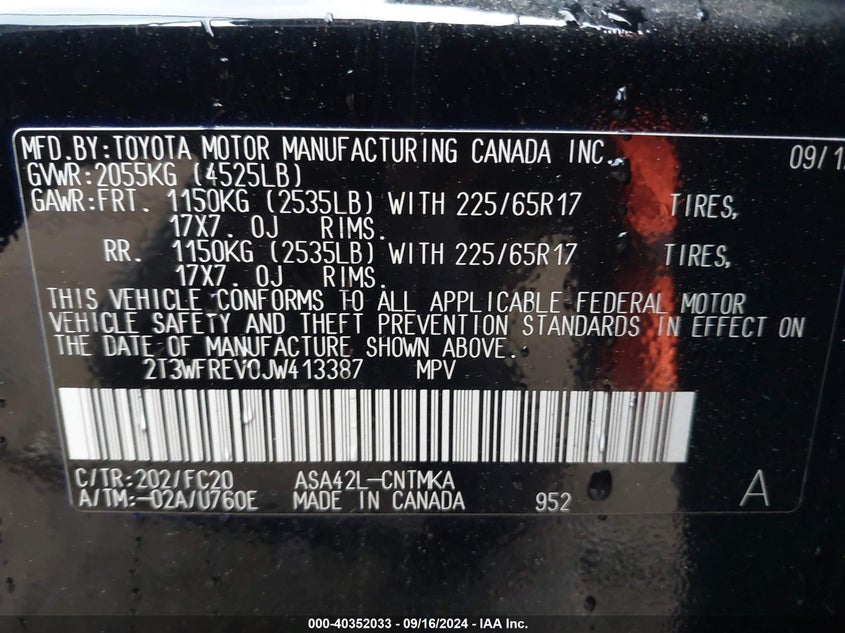 MFD.BY:TOYOTA MOTOR MANUFACTURING CANADA INC. 09/1
GVWR:2055KG (4525LB)
GAWR:FRT. 1150KG (2535LB) WITH 225/65R17 TIRES,
17X7.0J RIMS.
RR. 1150KG (2535LB) WITH 225/65R17 TIRES,
17X7.0J RIMS.
THIS VEHICLE CONFORMS TO ALL APPLICABLE FEDERAL MOTOR
VEHICLE SAFETY AND THEFT PREVENTION STANDARDS IN EFFECT ON
THE DATE OF MANUFACTURE SHOWN ABOVE.
2T3WFREV0JW413387 MPV
C/TR:202/FC20 ASA42L-CNTMKA
A/TM:-02A/U760E MADE IN CANADA 952 A
000-40352033 - 09/16/2024 - IAA Inc.